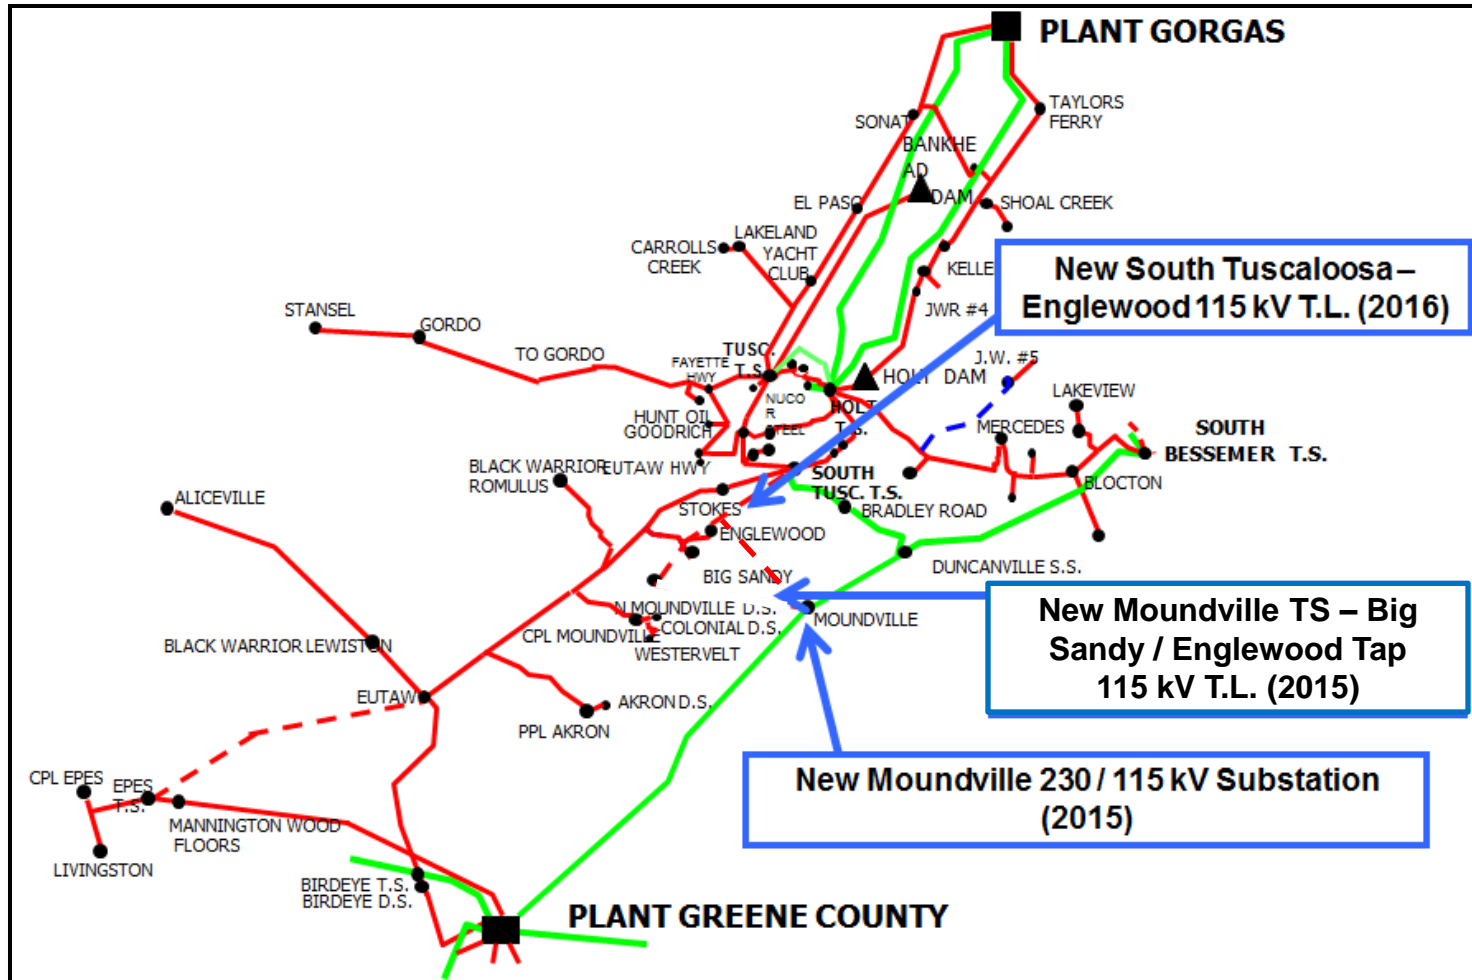 PLANT GORGAS
TAYLORS
FERRY
SONAT
BANKHE
AD
DAM
EL PASO
SHOAL CREEK
LAKELAND
YACHT
CLUB
CARROLLS
CREEK
KELLE
New South Tuscaloosa –
Englewood 115 kV T.L. (2016)
JWR #4
STANSEL
GORDO
TO GORDO
TUSC.
T.S.
FAYETTE
HWY
J.W. #5
HOLT DAM
LAKEVIEW
NUCO
R
STEEL
HOLT
T.S.
HUNT OIL
GOODRICH
MERCEDES
SOUTH
BESSEMER T.S.
EUTAW HWY
BLACK WARRIOR
ROMULUS
SOUTH
TUSC. T.S.
BLOCTON
ALICEVILLE
STOKES
BRADLEY ROAD
ENGLEWOOD
DUNCANVILLE S.S.
BIG SANDY
N MOUNDVILLE D.S.
COLONIAL D.S.
CPL MOUNDVILLE
WESTERVELT
MOUNDVILLE
New Moundville TS – Big
Sandy / Englewood Tap
115 kV T.L. (2015)
BLACK WARRIOR LEWISTON
EUTAW
AKRON D.S.
PPL AKRON
New Moundville 230 / 115 kV Substation
(2015)
CPL EPES
EPES
T.S.
MANNINGTON WOOD
FLOORS
LIVINGSTON
BIRDEYE T.S.
BIRDEYE D.S.
PLANT GREENE COUNTY